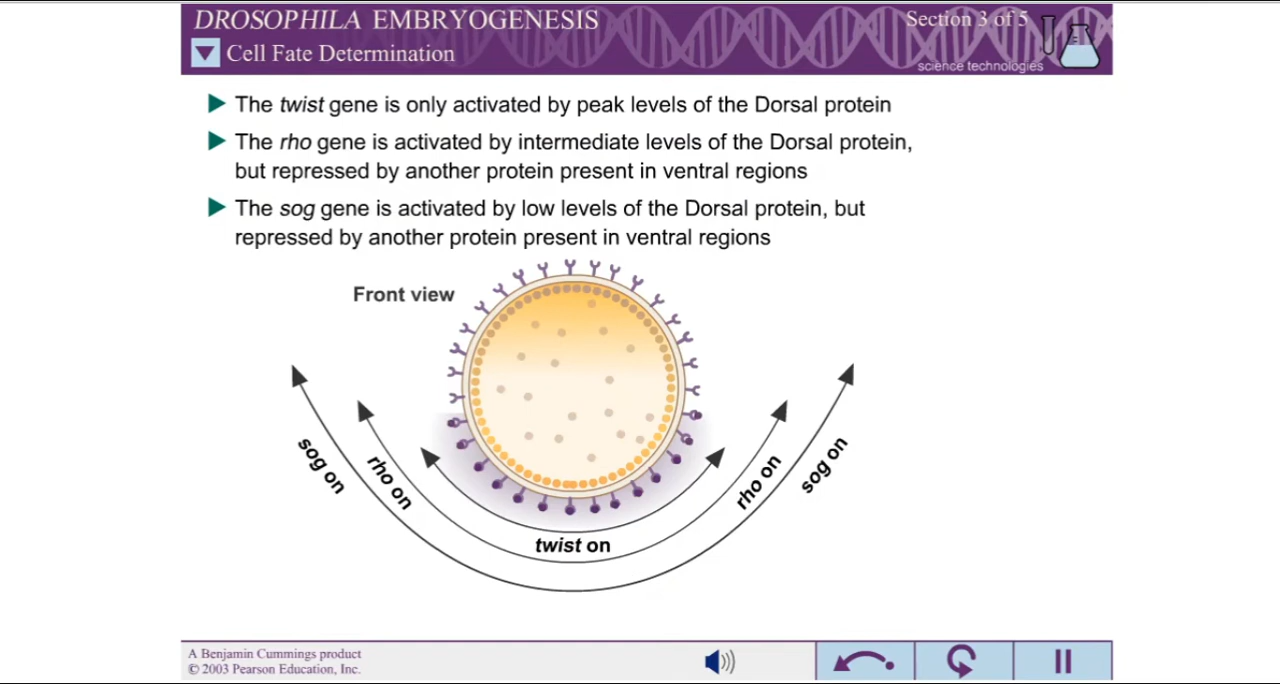 DROSOPHILA EMBRYOGENESIS
Section 3 of 5
Cell Fate Determination
science technologies
The twist gene is only activated by peak levels of the Dorsal protein
The rho gene is activated by intermediate levels of the Dorsal protein,
but repressed by another protein present in ventral regions
The sog gene is activated by low levels of the Dorsal protein, but
repressed by another protein present in ventral regions
Front view
sog on
rho on
twist on
rho on
sog on
A Benjamin Cummings product
© 2003 Pearson Education, Inc.